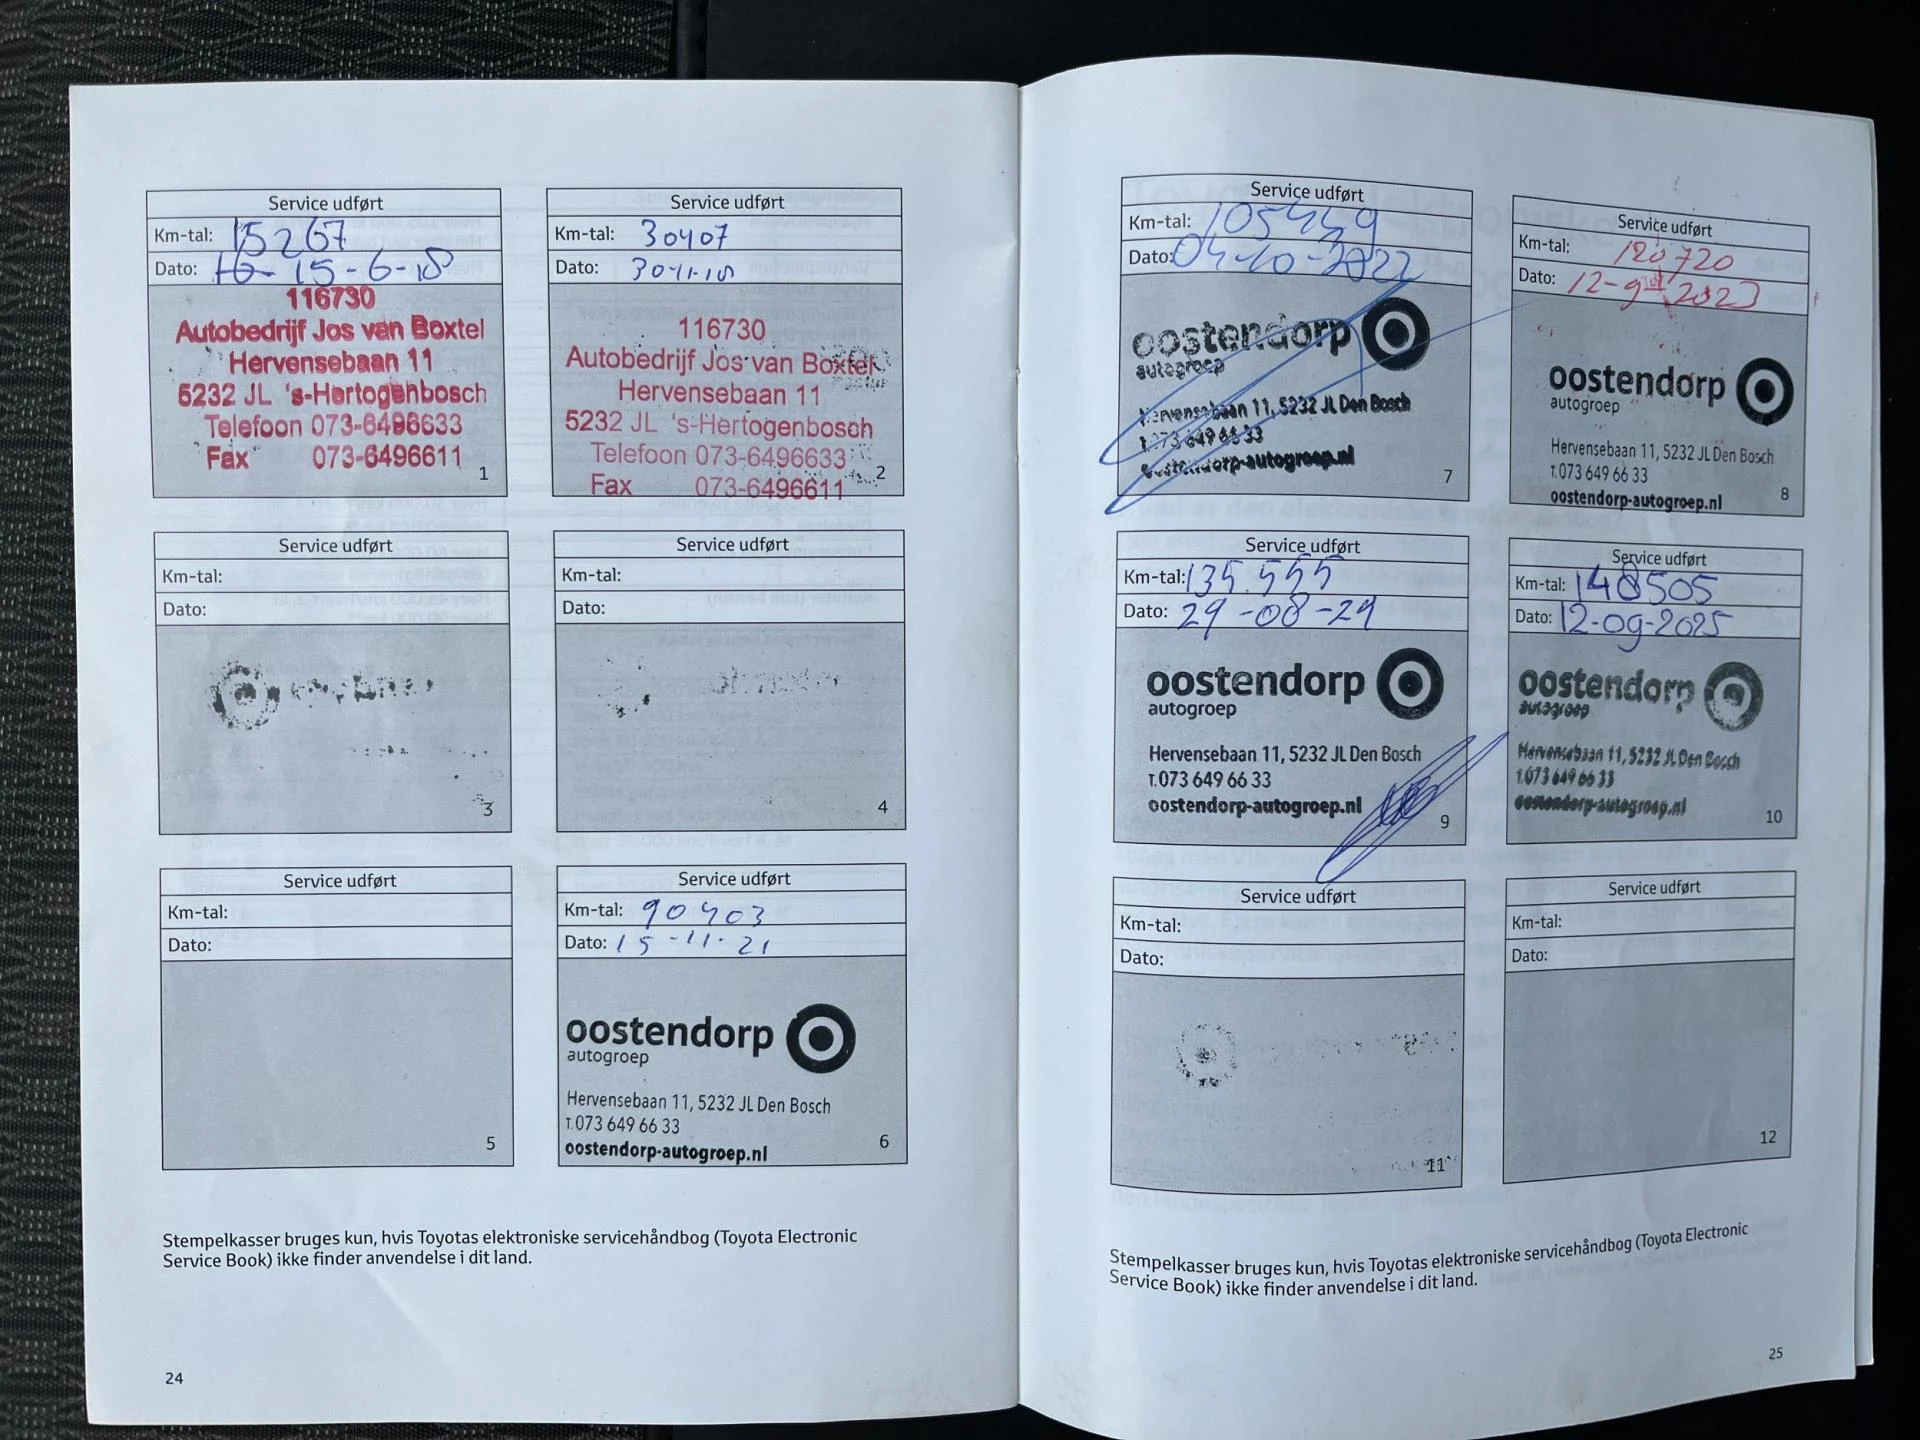 Service udført
Km-tal: 15267
Dato: 16-15-6-18
116730
Autobedrijf Jos van Boxtel
Hervensebaan 11
5232 JL 's-Hertogenbosch
Telefoon 073-6496633
Fax 073-6496611
1
Service udført
Km-tal: 30407
Dato: 30-11-18
116730
Autobedrijf Jos van Boxtel
Hervensebaan 11
5232 JL 's-Hertogenbosch
Telefoon 073-6496633
Fax 073-6496611
2
Service udført
Km-tal:
Dato:
3
Service udført
Km-tal:
Dato:
4
Service udført
Km-tal:
Dato:
5
Service udført
Km-tal: 90403
Dato: 15-11-21
oostendorp
autogroep
Hervensebaan 11, 5232 JL Den Bosch
T.073 649 66 33
oostendorp-autogroep.nl
6
Stempelkasser bruges kun, hvis Toyotas elektroniske servicehåndbog (Toyota Electronic
Service Book) ikke finder anvendelse i dit land.
24
Service udført
Km-tal: 105449
Dato: 04-10-2022
oostendorp
autogroep
Hervensebaan 11, 5232 JL Den Bosch
T.073 649 66 33
oostendorp-autogroep.nl
7
Service udført
Km-tal: 120720
Dato: 12-9-2023
oostendorp
autogroep
Hervensebaan 11, 5232 JL Den Bosch
T.073 649 66 33
oostendorp-autogroep.nl
8
Service udført
Km-tal: 135.555
Dato: 29-08-24
oostendorp
autogroep
Hervensebaan 11, 5232 JL Den Bosch
T.073 649 66 33
oostendorp-autogroep.nl
9
Service udført
Km-tal: 148505
Dato: 12-09-2025
oostendorp
autogroep
Hervensebaan 11, 5232 JL Den Bosch
T.073 649 66 33
oostendorp-autogroep.nl
10
Service udført
Km-tal:
Dato:
11
Service udført
Km-tal:
Dato:
12
Stempelkasser bruges kun, hvis Toyotas elektroniske servicehåndbog (Toyota Electronic
Service Book) ikke finder anvendelse i dit land.
25